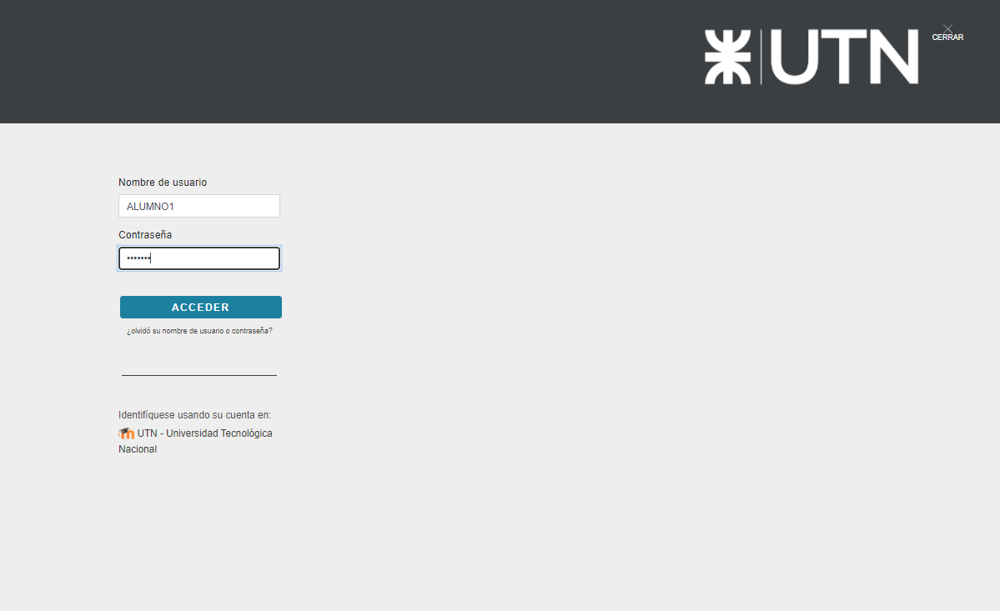 UTN
CERRAR
Nombre de usuario
ALUMNO1
Contraseña
•••••••
ACCEDER
¿olvidó su nombre de usuario o contraseña?
Identifíquese usando su cuenta en:
UTN - Universidad Tecnológica
Nacional